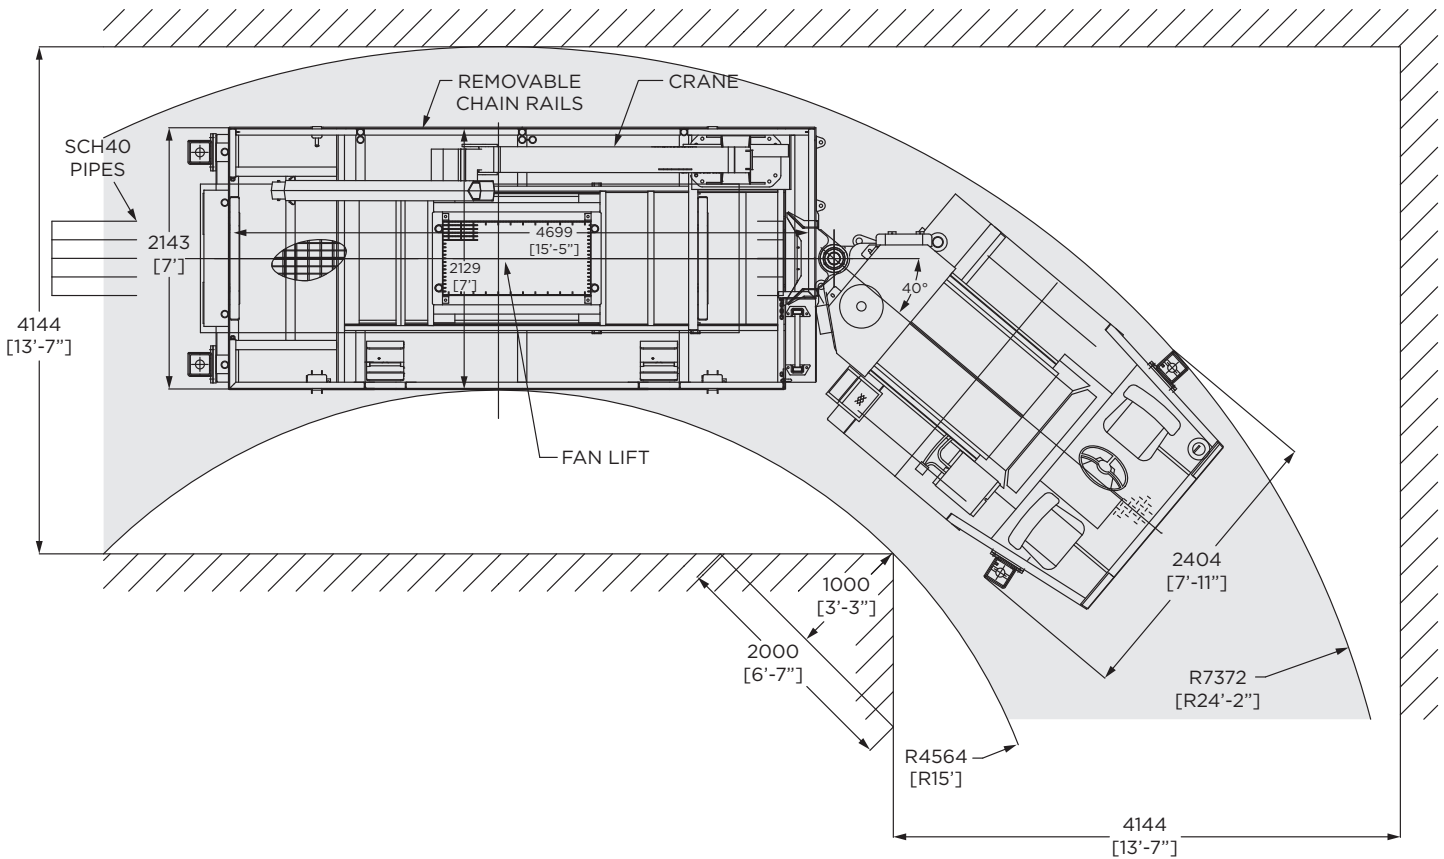 REMOVABLE
CHAIN RAILS
CRANE
SCH40
PIPES
2143
[7’]
4699
[15’-5”]
2129
[7’]
40°
4144
[13’-7”]
FAN LIFT
1000
[3’-3”]
2000
[6’-7”]
2404
[7’-11”]
R7372
[R24’-2”]
R4564
[R15’]
4144
[13’-7”]